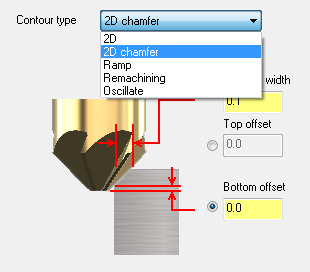 Contour type
2D chamfer
2D
2D chamfer
Ramp
Remachining
Oscillate
width
0.1
Top offset
0.0
Bottom offset
0.0